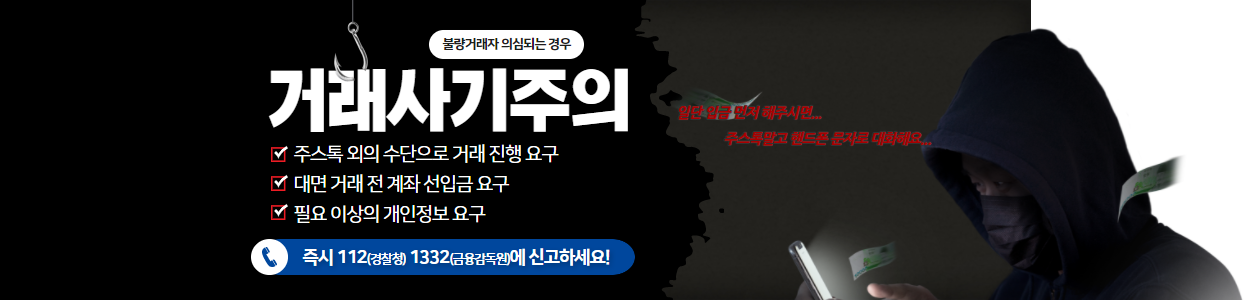 불량거래자 의심되는 경우
거래사기주의
주스톡 외의 수단으로 거래 진행 요구
대면 거래 전 계좌 선입금 요구
필요 이상의 개인정보 요구
즉시 112(경찰청) 1332(금융감독원)에 신고하세요!
일단 입금 먼저 해주시면...
주스톡말고 핸드폰 문자로 대화해요...